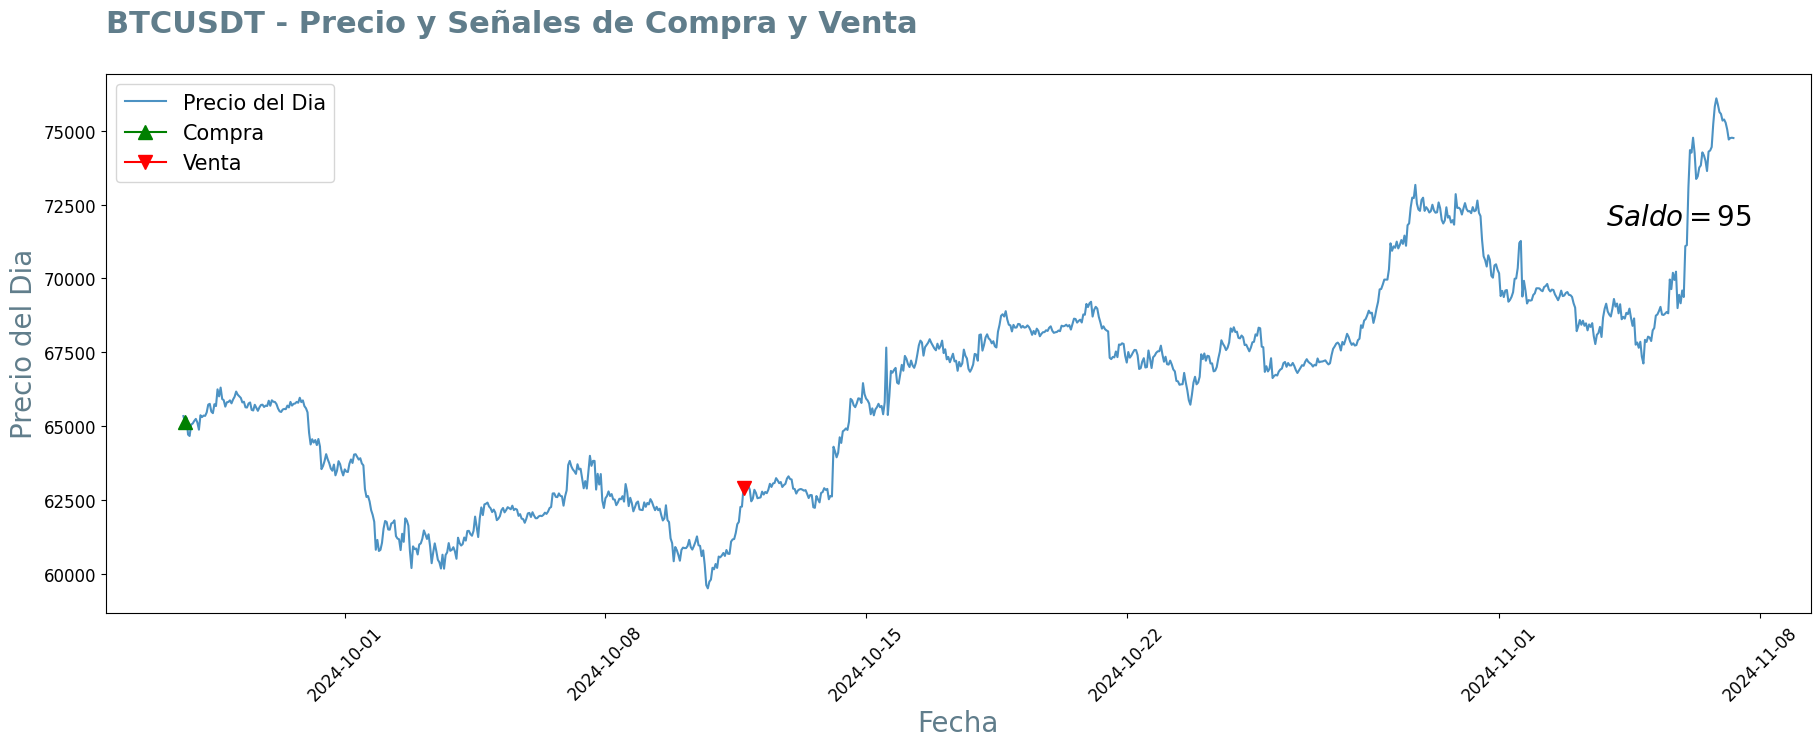 BTCUSDT - Precio y Señales de Compra y Venta
Precio del Dia
Compra
Venta
75000
72500
70000
67500
65000
62500
60000
Precio del Dia
Saldo = 95
2024-10-01
2024-10-08
2024-10-15
2024-10-22
2024-11-01
2024-11-08
Fecha